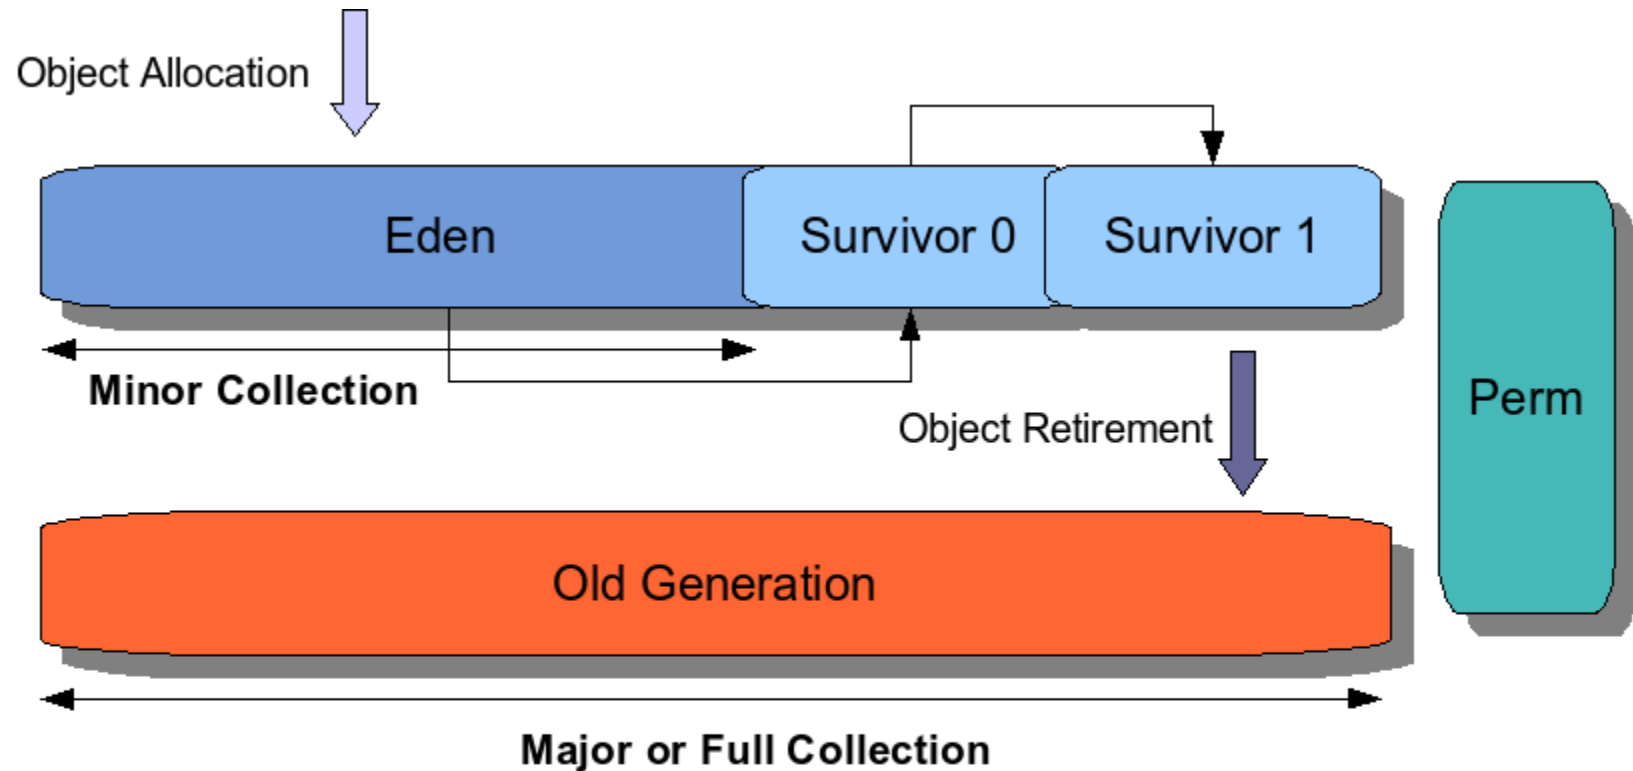 Object Allocation
Eden
Survivor 0
Survivor 1
Minor Collection
Object Retirement
Perm
Old Generation
Major or Full Collection